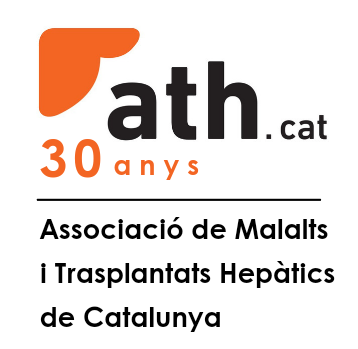 ath.cat
30 anys
Associació de Malalts
i Trasplantats Hepàtics
de Catalunya